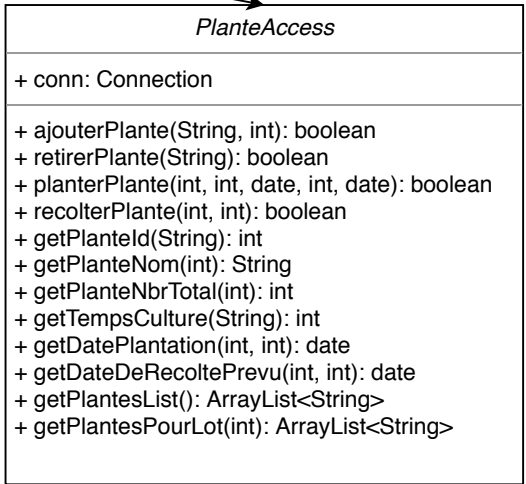 PlanteAccess
+ conn: Connection
+ ajouterPlante(String, int): boolean
+ retirerPlante(String): boolean
+ planterPlante(int, int, date, int, date): boolean
+ recolterPlante(int, int): boolean
+ getPlanteId(String): int
+ getPlanteNom(int): String
+ getPlanteNbrTotal(int): int
+ getTempsCulture(String): int
+ getDatePlantation(int, int): date
+ getDateDeRecoltePrevu(int, int): date
+ getPlantesList(): ArrayList<String>
+ getPlantesPourLot(int): ArrayList<String>